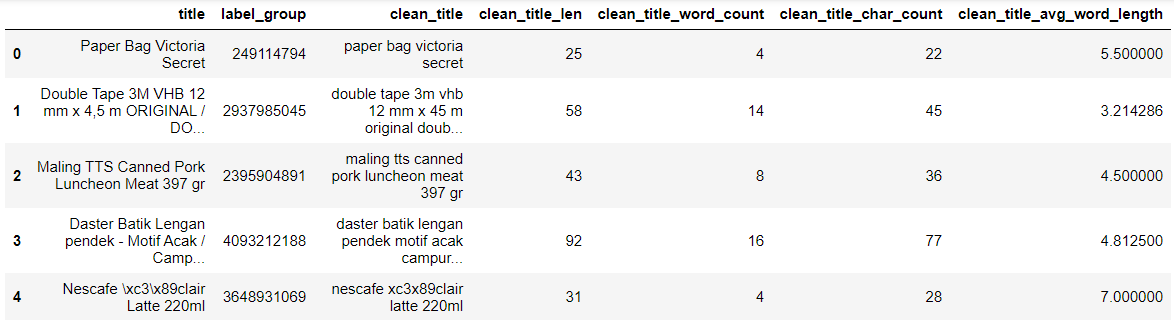 title label_group clean_title clean_title_len clean_title_word_count clean_title_char_count clean_title_avg_word_length
0 Paper Bag Victoria Secret 249114794 paper bag victoria secret 25 4 22 5.500000
1 Double Tape 3M VHB 12 mm x 4,5 m ORIGINAL / DO... 2937985045 double tape 3m vhb 12 mm x 45 m original doub... 58 14 45 3.214286
2 Maling TTS Canned Pork Luncheon Meat 397 gr 2395904891 maling tts canned pork luncheon meat 397 gr 43 8 36 4.500000
3 Daster Batik Lengan pendek - Motif Acak / Camp... 4093212188 daster batik lengan pendek motif acak campur... 92 16 77 4.812500
4 Nescafe \xc3\x89clair Latte 220ml 3648931069 nescafe xc3x89clair latte 220ml 31 4 28 7.000000